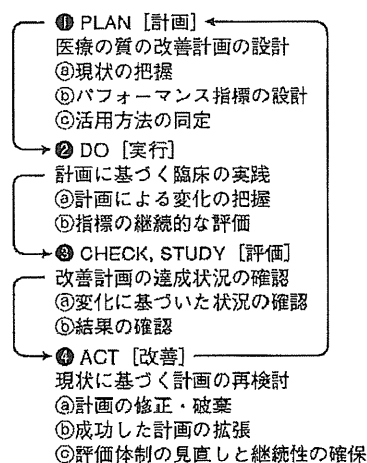 ❶ PLAN［計画］
医療の質の改善計画の設計
ⓐ現状の把握
ⓑパフォーマンス指標の設計
ⓒ活用方法の同定
❷ DO［実行］
計画に基づく臨床の実践
ⓐ計画による変化の把握
ⓑ指標の継続的な評価
❸ CHECK, STUDY［評価］
改善計画の達成状況の確認
ⓐ変化に基づいた状況の確認
ⓑ結果の確認
❹ ACT［改善］
現状に基づく計画の再検討
ⓐ計画の修正・破棄
ⓑ成功した計画の拡張
ⓒ評価体制の見直しと継続性の確保